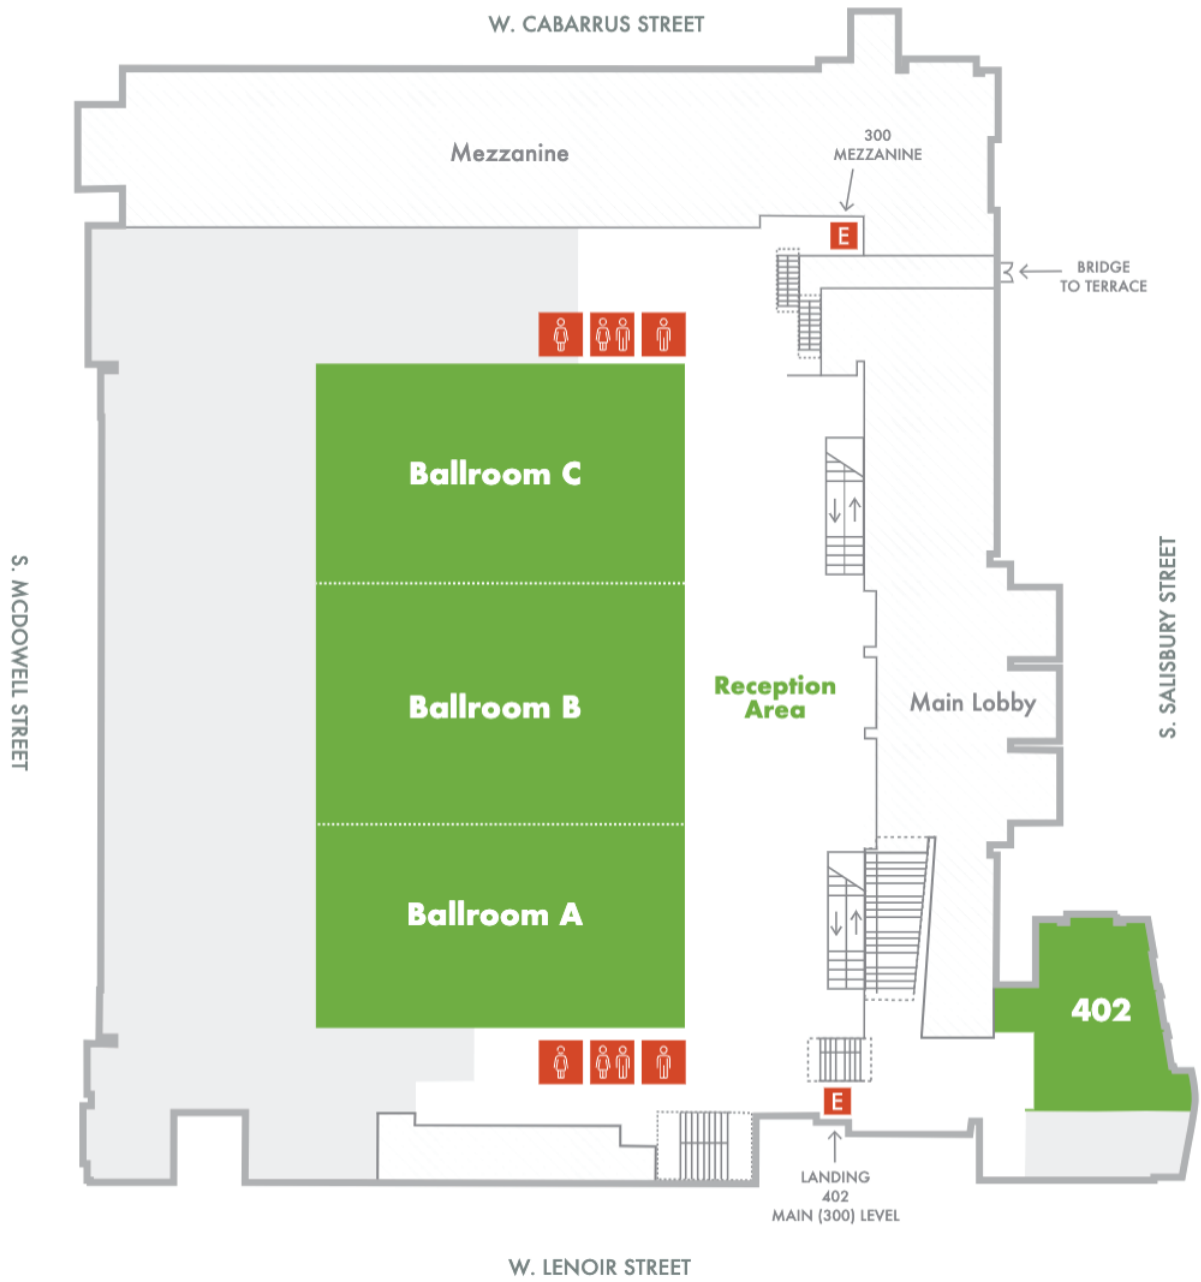 W. CABARRUS STREET
Mezzanine
300
MEZZANINE
E
BRIDGE
TO TERRACE
Ballroom C
S. MCDOWELL STREET
S. SALISBURY STREET
Ballroom B
Reception
Area
Main Lobby
Ballroom A
402
E
LANDING
402
MAIN (300) LEVEL
W. LENOIR STREET